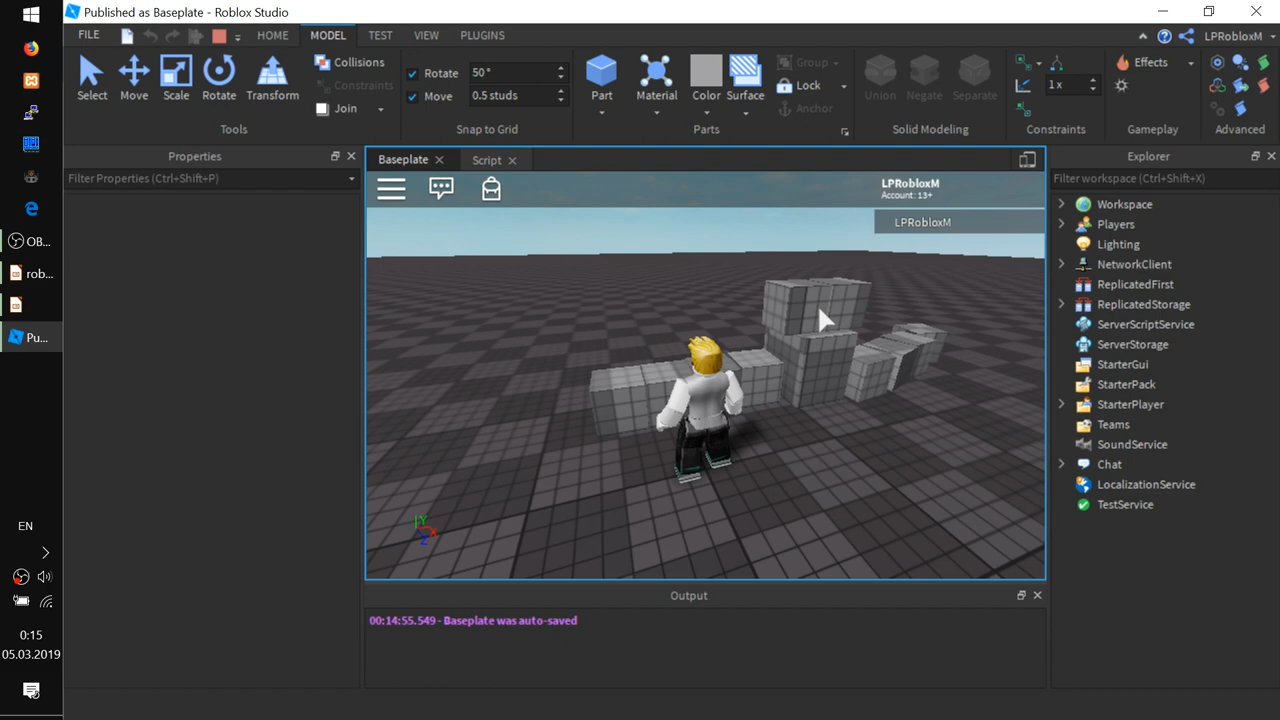 Published as Baseplate - Roblox Studio
FILE
HOME
MODEL
TEST
VIEW
PLUGINS
LPRobloxM
Select
Move
Scale
Rotate
Transform
Tools
Collisions
Constraints
Join
Rotate
50°
Move
0.5 studs
Snap to Grid
Part
Material
Color
Surface
Group
Lock
Anchor
Parts
Union
Negate
Separate
Solid Modeling
1 x
Constraints
Effects
Gameplay
Advanced
Properties
Filter Properties (Ctrl+Shift+P)
Baseplate
Script
LPRobloxM
Account: 13+
LPRobloxM
Y
X
Z
Output
00:14:55.549 - Baseplate was auto-saved
Explorer
Filter workspace (Ctrl+Shift+X)
Workspace
Players
Lighting
NetworkClient
ReplicatedFirst
ReplicatedStorage
ServerScriptService
ServerStorage
StarterGui
StarterPack
StarterPlayer
Teams
SoundService
Chat
LocalizationService
TestService
OB...
rob...
Pu...
EN
0:15
05.03.2019